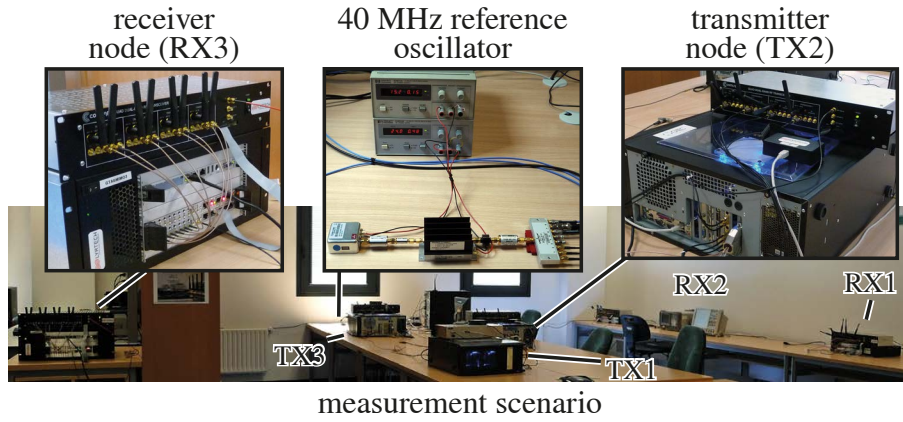 receiver
node (RX3)
40 MHz reference
oscillator
transmitter
node (TX2)
RX2
RX1
TX3
TX1
measurement scenario